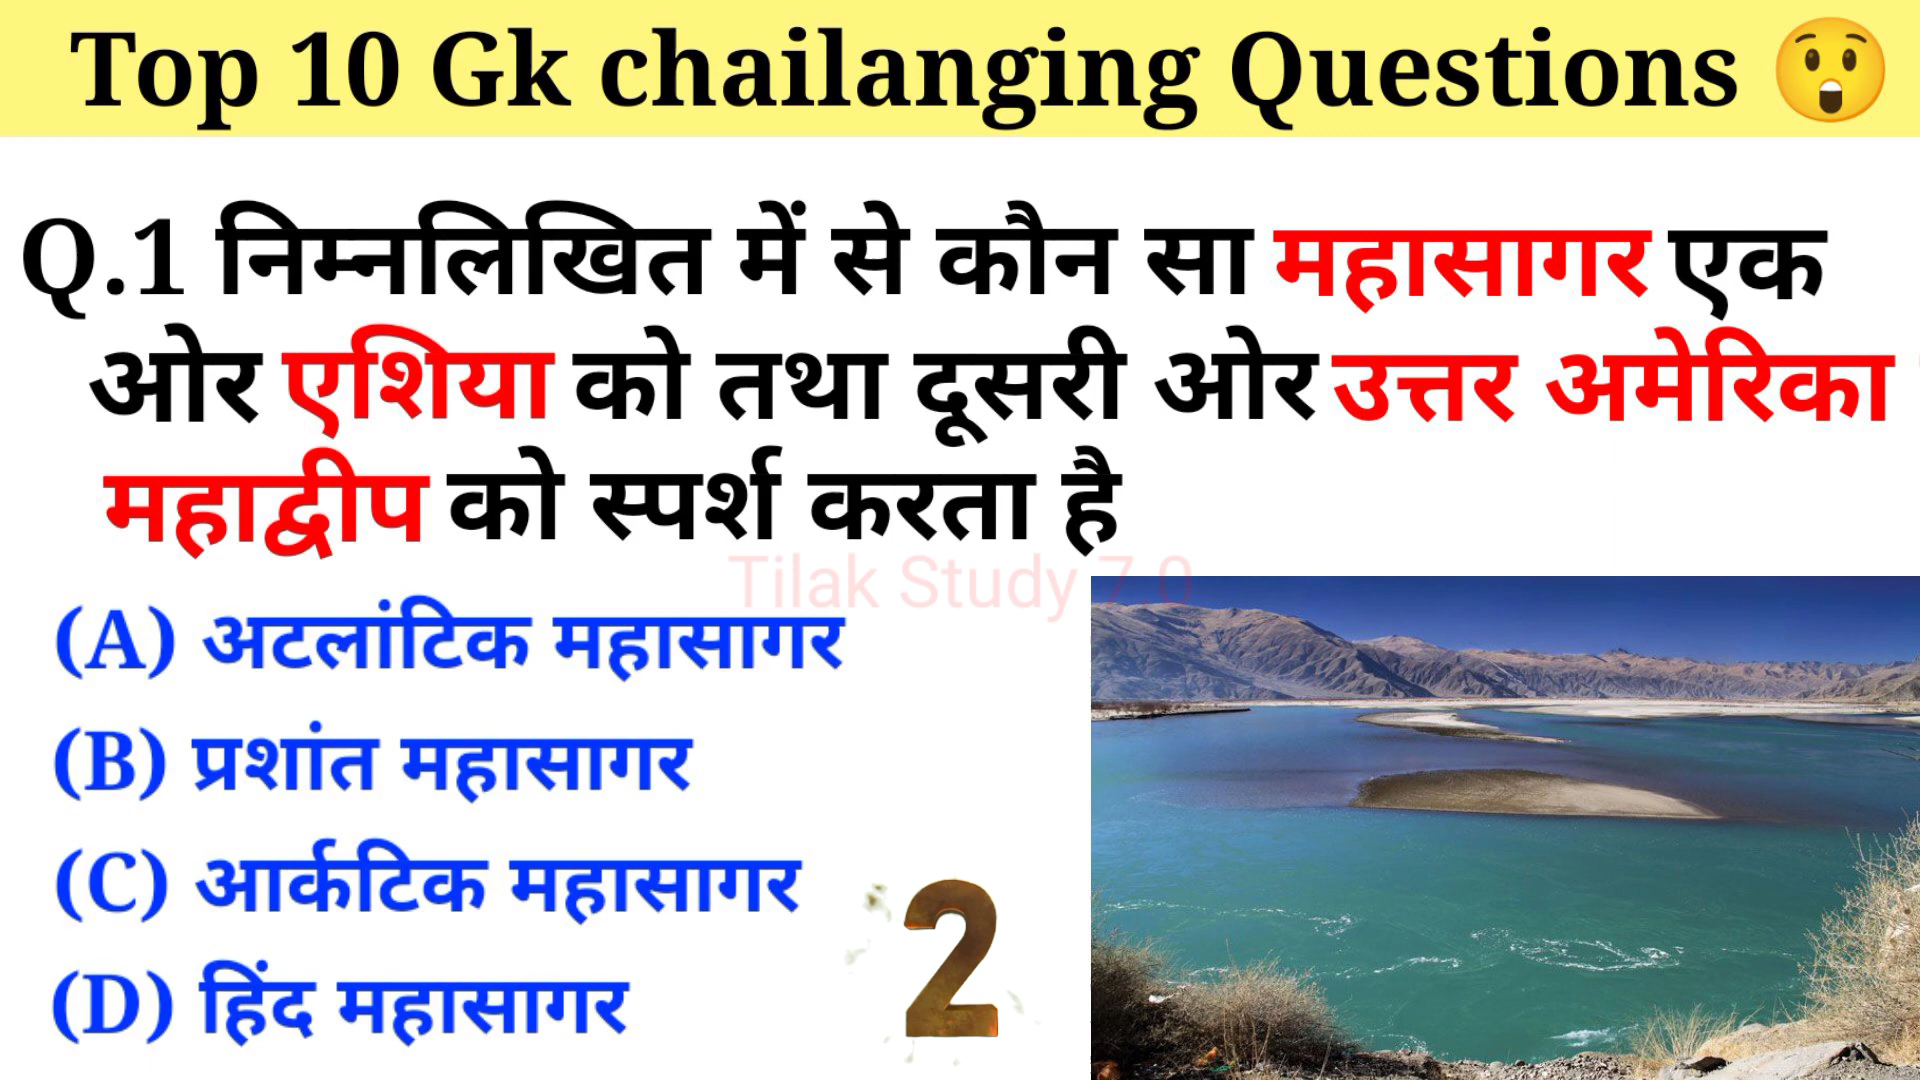 Top 10 Gk chailanging Questions 😲
Q.1 निम्नलिखित में से कौन सा महासागर एक
ओर एशिया को तथा दूसरी ओर उत्तर अमेरिका
महाद्वीप को स्पर्श करता है
Tilak Study 7.0
(A) अटलांटिक महासागर
(B) प्रशांत महासागर
(C) आर्कटिक महासागर
(D) हिंद महासागर
2